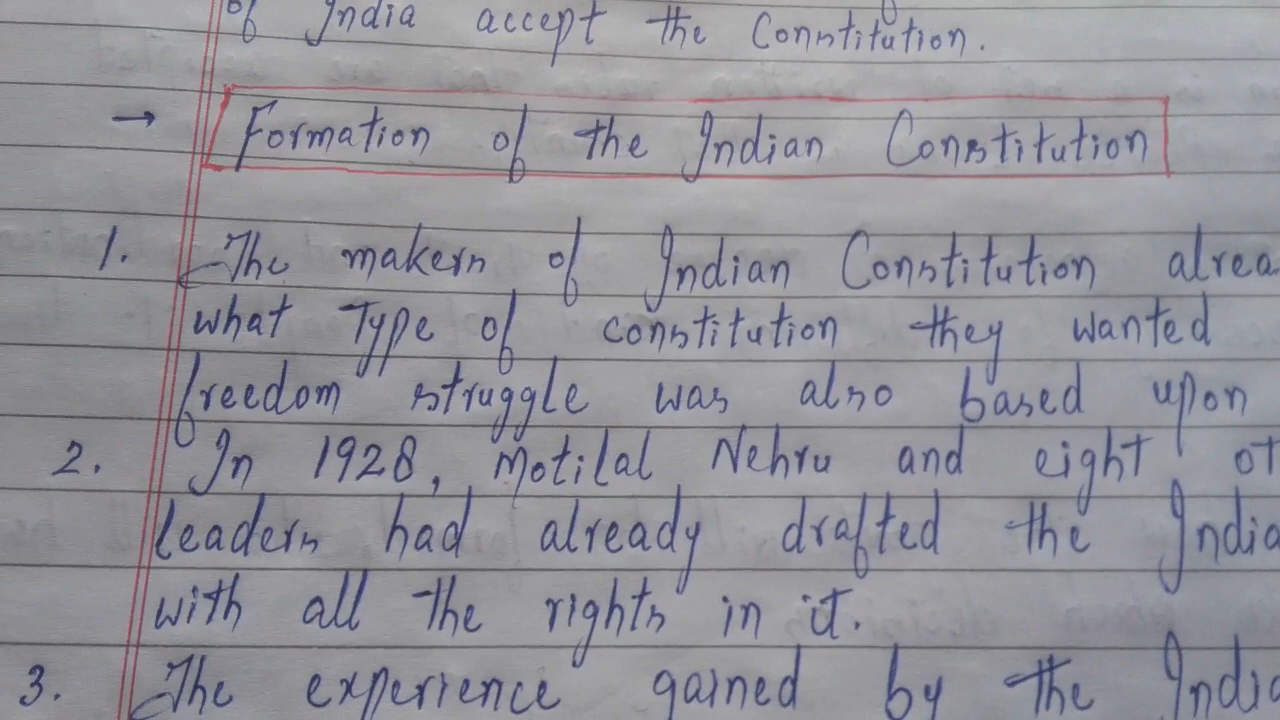 of India accept the Constitution.
→ Formation of the Indian Constitution
1. The makers of Indian Constitution alrea
what Type of constitution they wanted
freedom struggle was also based upon
2. In 1928, Motilal Nehru and eight ot
leaders had already drafted the India
with all the rights in it.
3. The experience gained by the India